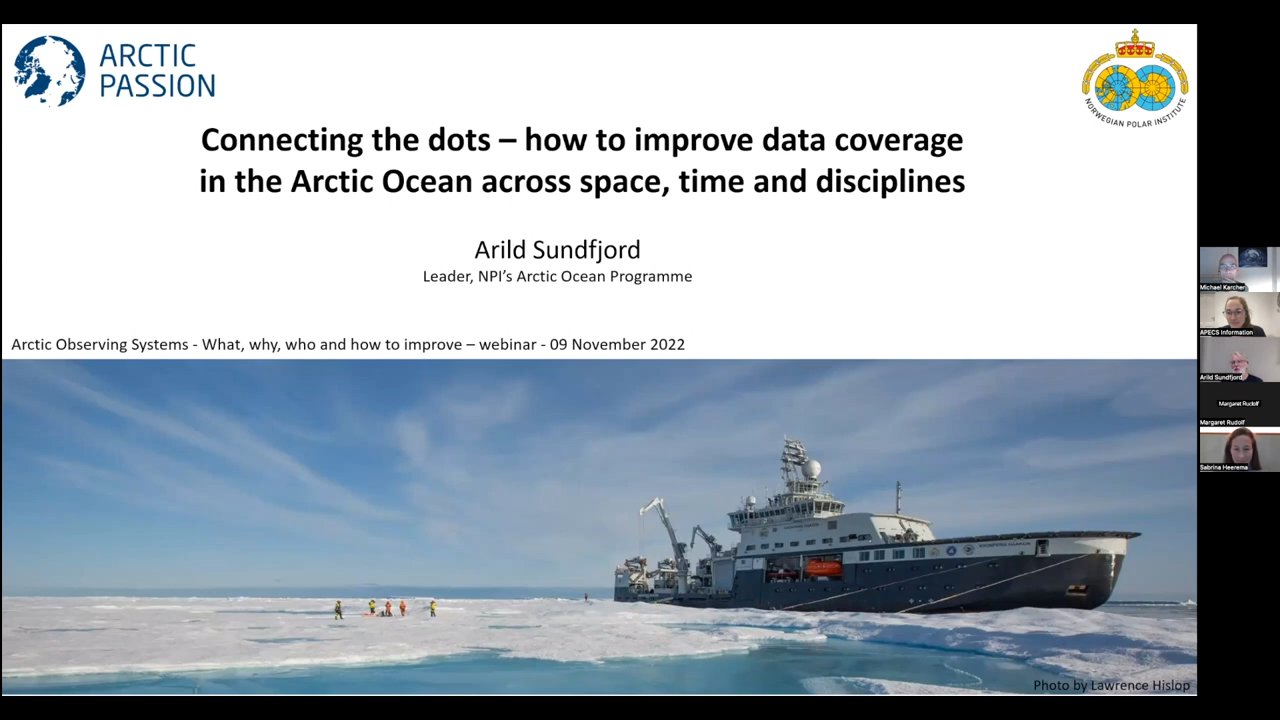 ARCTIC
PASSION
NORWEGIAN POLAR INSTITUTE
Connecting the dots – how to improve data coverage
in the Arctic Ocean across space, time and disciplines
Arild Sundfjord
Leader, NPI's Arctic Ocean Programme
Arctic Observing Systems - What, why, who and how to improve – webinar - 09 November 2022
Photo by Lawrence Hislop
Michael Karcher
APECS Information
Arild Sundfjord
Margaret Rudolf
Margaret Rudolf
Sabrina Heerema